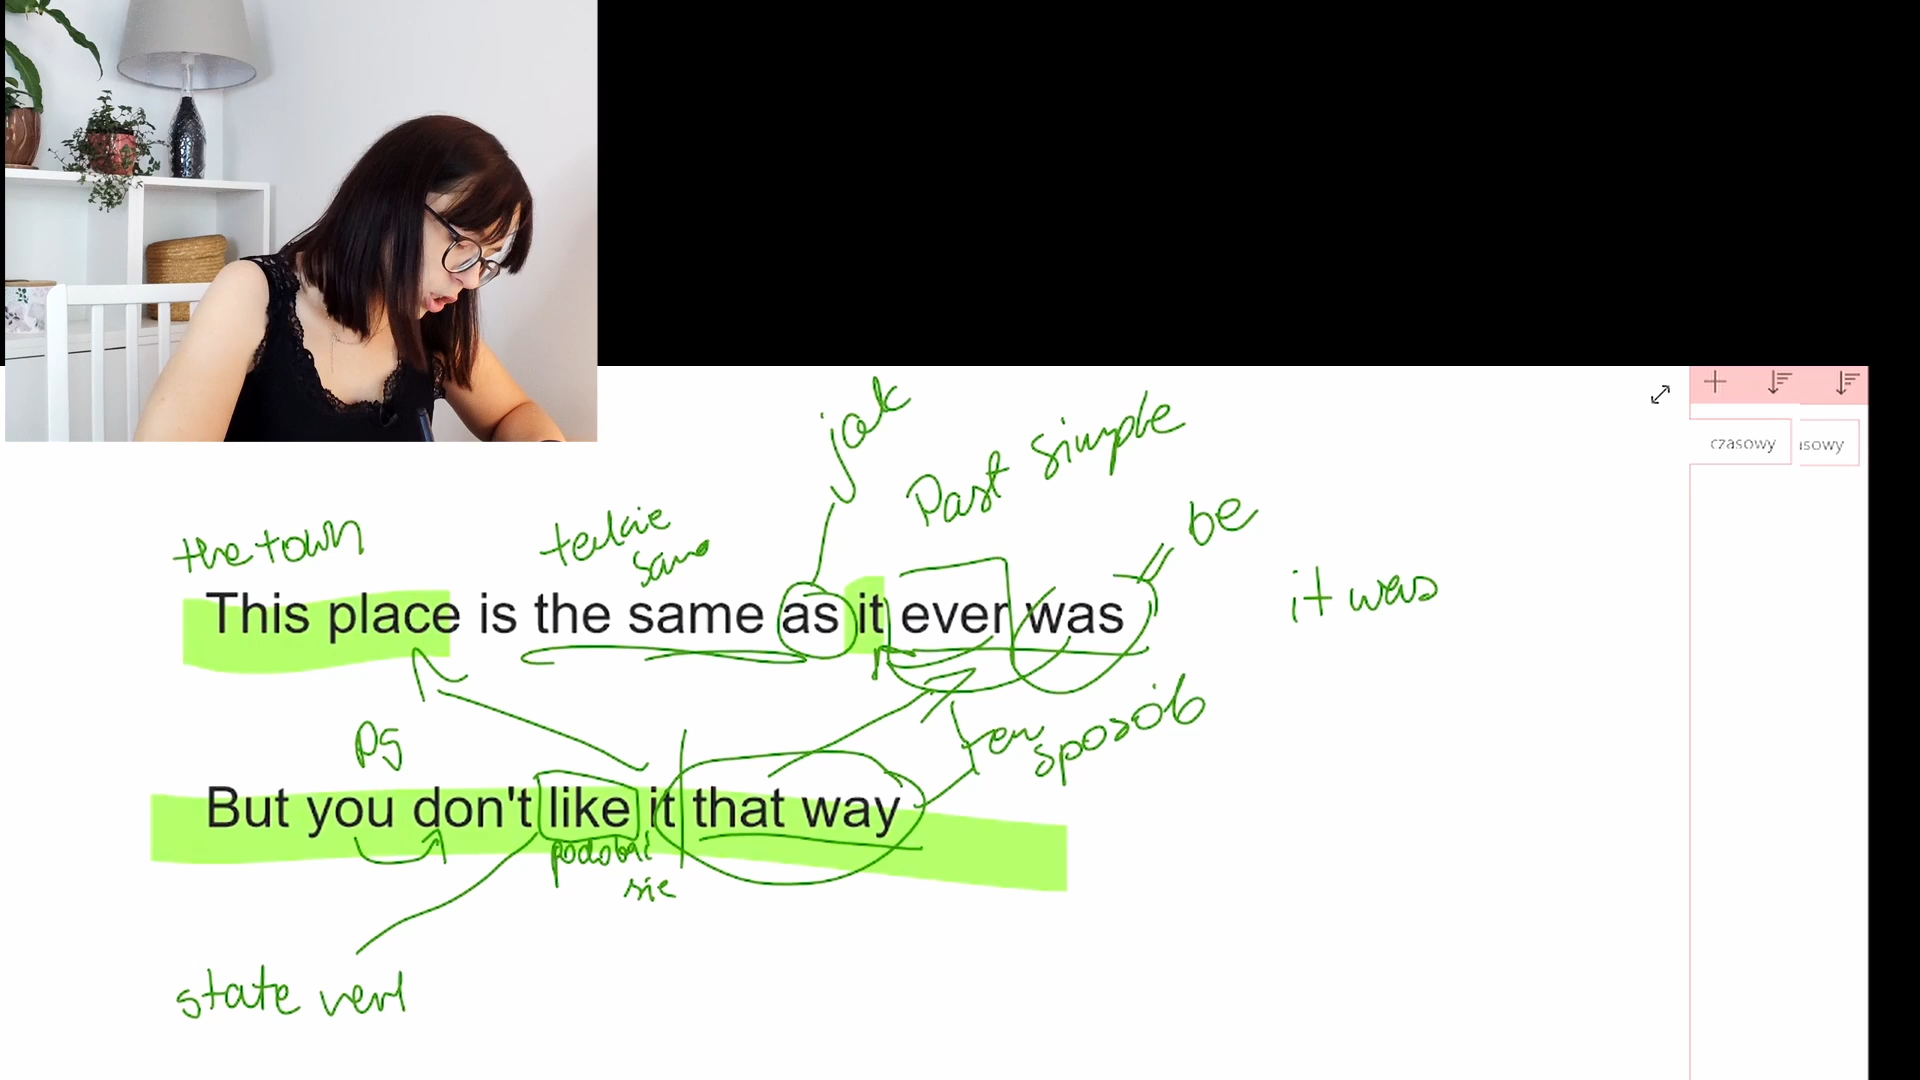 jak
Past simple
czasowy
be
the town
takie
samo
it was
This place is the same as it ever was
ten
sposób
PS
But you don't like it that way
podobać
się
state verb